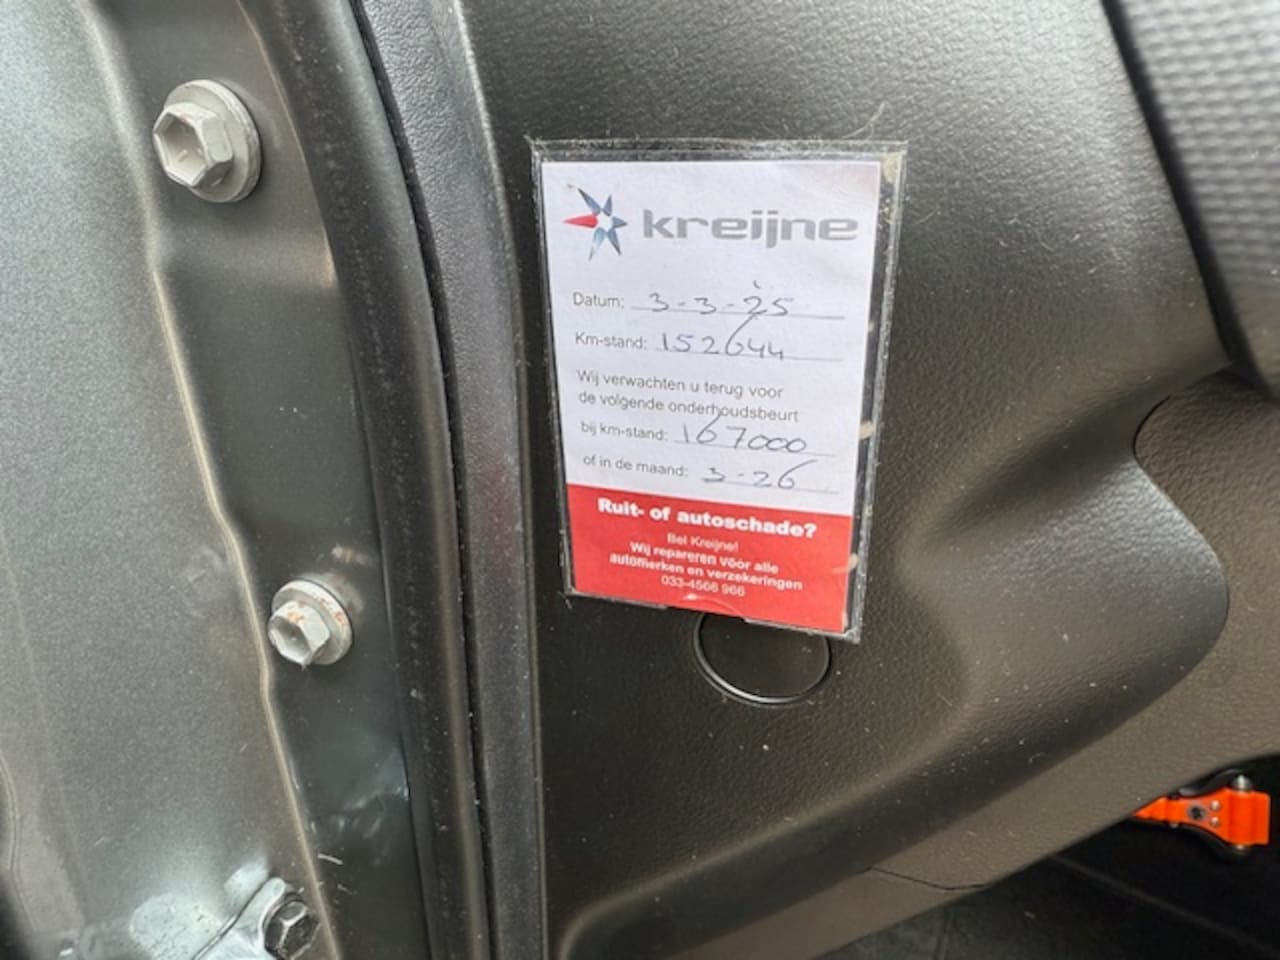 kreijne
Datum: 3-3-25
Km-stand: 152644
Wij verwachten u terug voor
de volgende onderhoudsbeurt
bij km-stand: 167000
of in de maand: 3-26
Ruit- of autoschade?
Bel Kreijne!
Wij repareren vóór alle
automerken en verzekeringen
033-4566 966